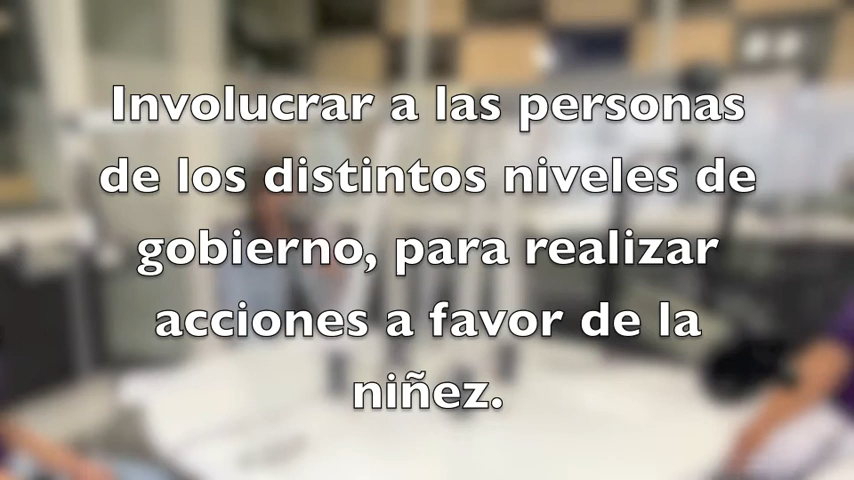 Involucrar a las personas
de los distintos niveles de
gobierno, para realizar
acciones a favor de la
niñez.